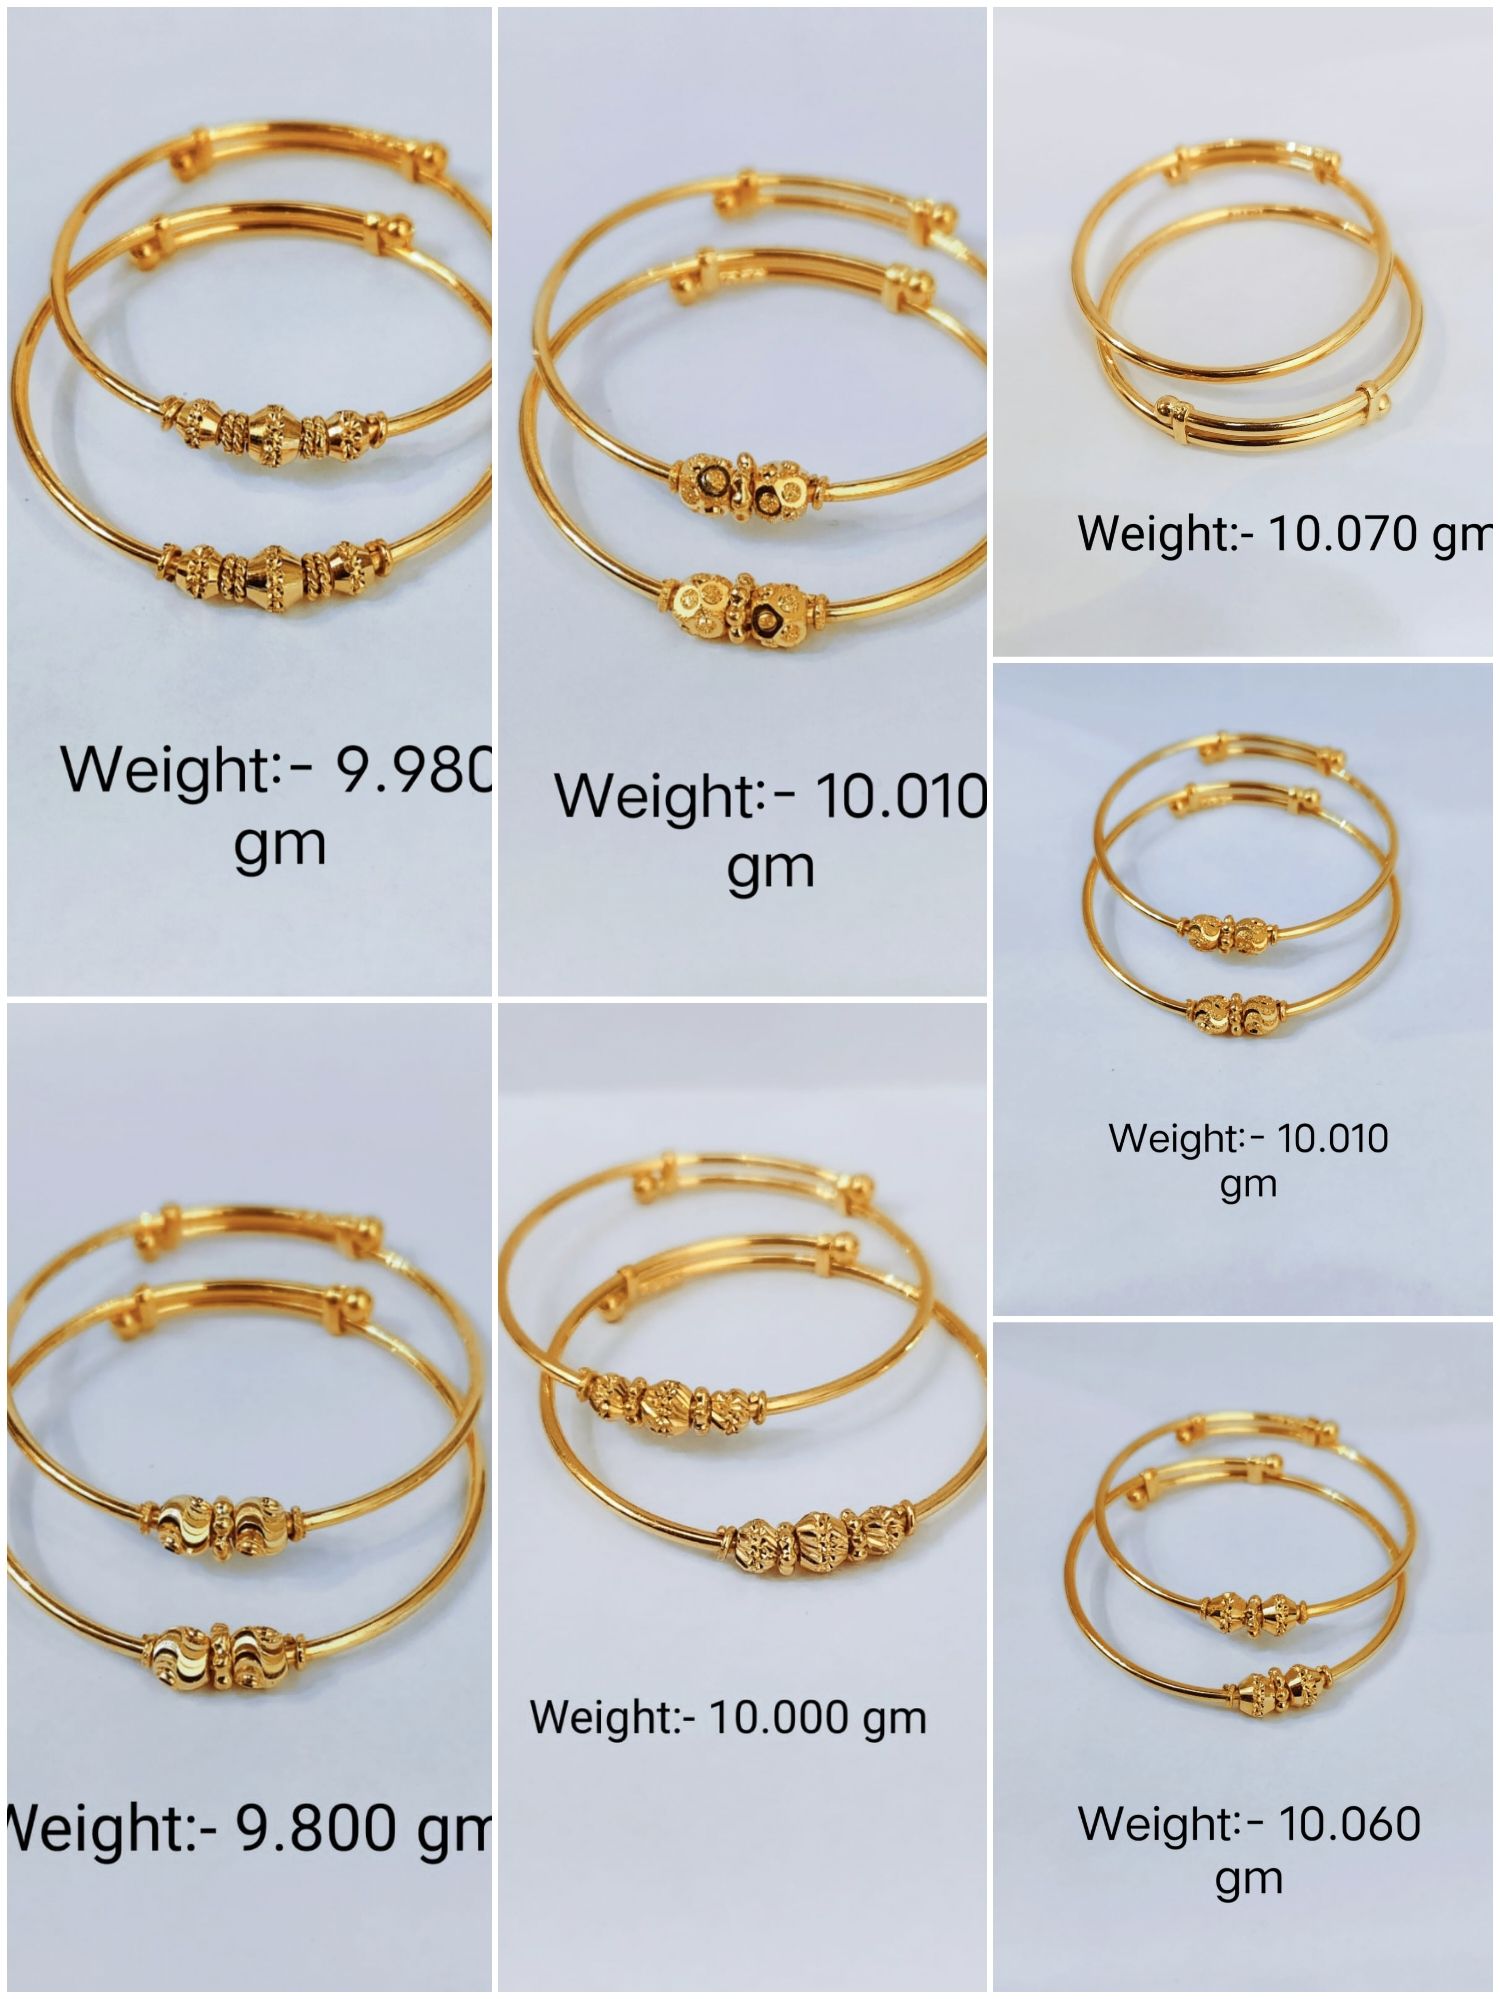 Weight:- 9.980
gm
Weight:- 10.010
gm
Weight:- 10.070 gm
Weight:- 10.010
gm
Weight:- 9.800 gm
Weight:- 10.000 gm
Weight:- 10.060
gm